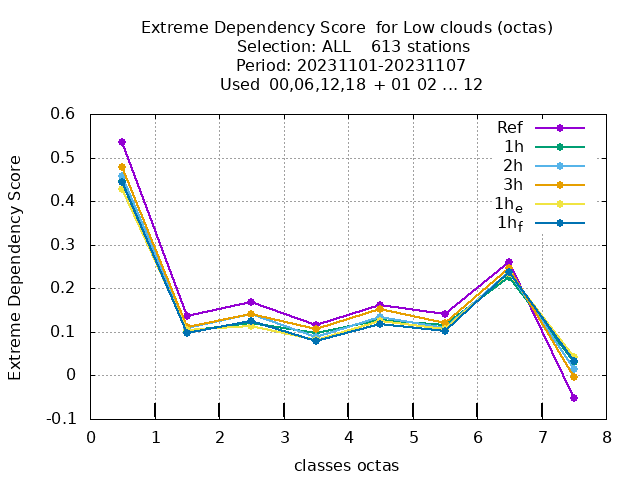 Extreme Dependency Score  for Low clouds (octas)
Selection: ALL    613 stations
Period: 20231101-20231107
Used  00,06,12,18  + 01 02 ... 12
Extreme Dependency Score
0.6
0.5
0.4
0.3
0.2
0.1
0
-0.1
Ref
1h
2h
3h
1h_e
1h_f
0 1 2 3 4 5 6 7 8
classes octas